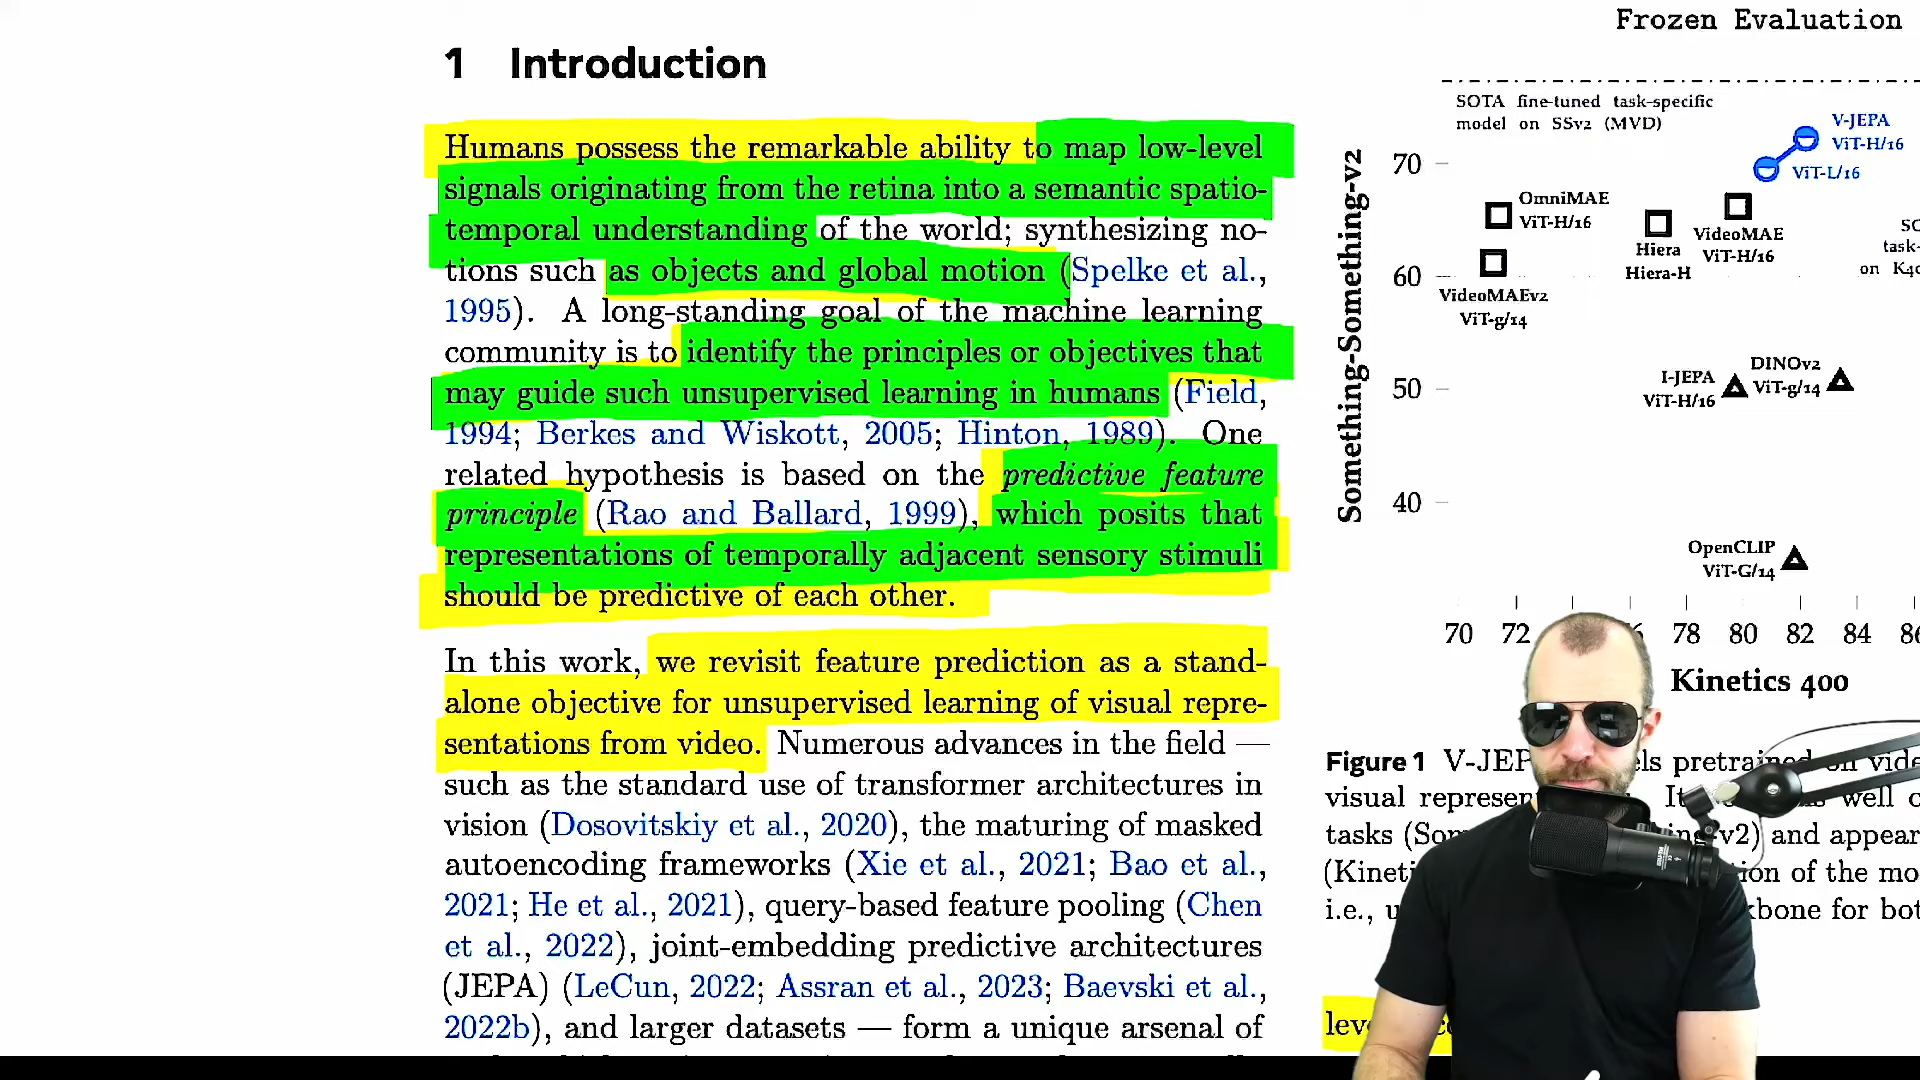 1 Introduction
Humans possess the remarkable ability to map low-level
signals originating from the retina into a semantic spatio-
temporal understanding of the world; synthesizing no-
tions such as objects and global motion (Spelke et al.,
1995). A long-standing goal of the machine learning
community is to identify the principles or objectives that
may guide such unsupervised learning in humans (Field,
1994; Berkes and Wiskott, 2005; Hinton, 1989). One
related hypothesis is based on the predictive feature
principle (Rao and Ballard, 1999), which posits that
representations of temporally adjacent sensory stimuli
should be predictive of each other.
In this work, we revisit feature prediction as a stand-
alone objective for unsupervised learning of visual repre-
sentations from video. Numerous advances in the field —
such as the standard use of transformer architectures in
vision (Dosovitskiy et al., 2020), the maturing of masked
autoencoding frameworks (Xie et al., 2021; Bao et al.,
2021; He et al., 2021), query-based feature pooling (Chen
et al., 2022), joint-embedding predictive architectures
(JEPA) (LeCun, 2022; Assran et al., 2023; Baevski et al.,
2022b), and larger datasets — form a unique arsenal of
Frozen Evaluation
SOTA fine-tuned task-specific
model on SSv2 (MVD)
V-JEPA
ViT-H/16
ViT-L/16
Something-Something-v2
70
60
50
40
OmniMAE
ViT-H/16
VideoMAEv2
ViT-g/14
Hiera
Hiera-H
VideoMAE
ViT-H/16
task-
on
I-JEPA
ViT-H/16
DINOv2
ViT-g/14
OpenCLIP
ViT-G/14
70 72 78 80 82 84
Kinetics 400
Figure 1 pretrained on
visual well
tasks and
of the
i.e., for